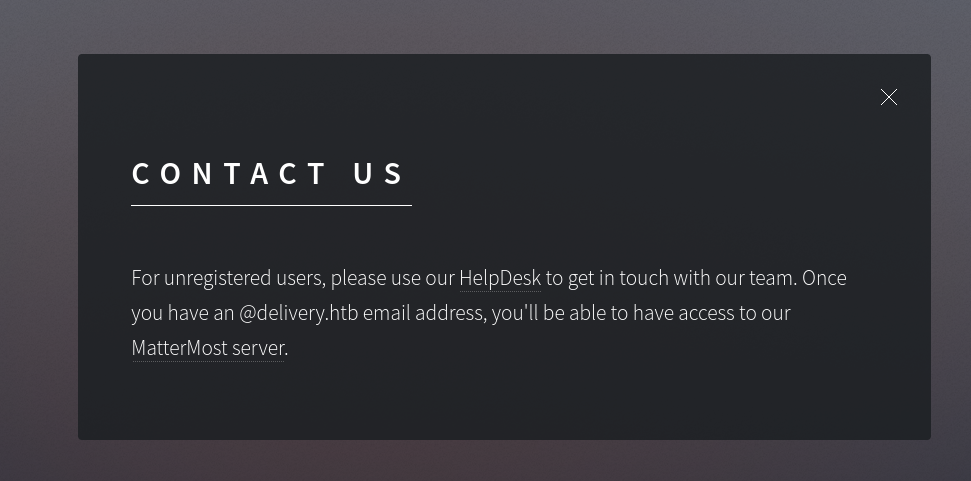 CONTACT US
For unregistered users, please use our HelpDesk to get in touch with our team. Once
you have an @delivery.htb email address, you'll be able to have access to our
MatterMost server.